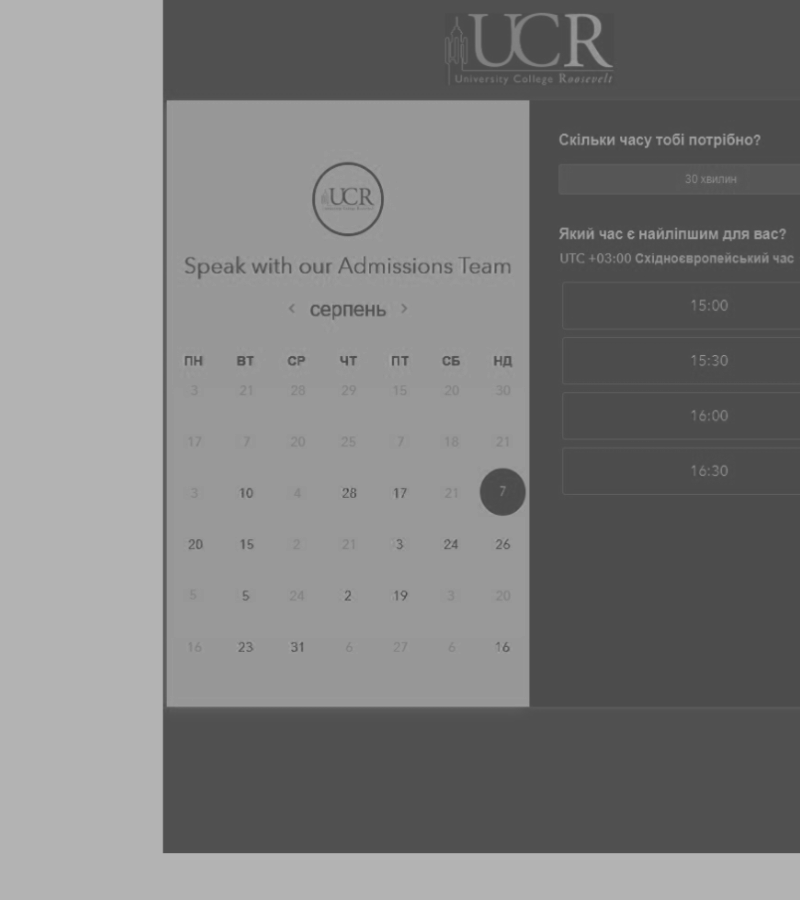 UCR
University College Roosevelt
UCR
Speak with our Admissions Team
< серпень >
ПН ВТ СР ЧТ ПТ СБ НД
3 21 28 29 15 20 30
17 7 20 25 7 18 21
3 10 4 28 17 21 7
20 15 2 21 3 24 26
5 5 24 2 19 3 20
16 23 31 6 27 6 16
Скільки часу тобі потрібно?
30 хвилин
Який час є найліпшим для вас?
UTC +03:00 Східноєвропейський час
15:00
15:30
16:00
16:30